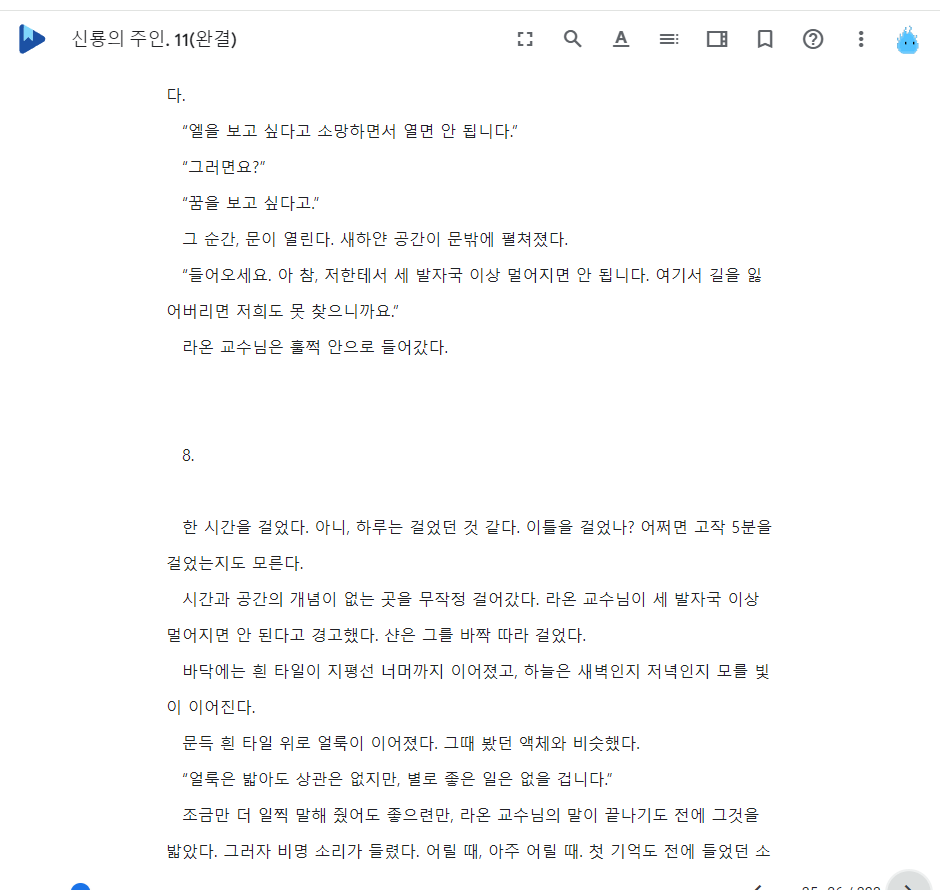 신룡의 주인. 11(완결)
다.
“엘을 보고 싶다고 소망하면서 열면 안 됩니다.”
“그러면요?”
“꿈을 보고 싶다고.”
그 순간, 문이 열린다. 새하얀 공간이 문밖에 펼쳐졌다.
“들어오세요. 아 참, 저한테서 세 발자국 이상 멀어지면 안 됩니다. 여기서 길을 잃
어버리면 저희도 못 찾으니까요.”
라온 교수님은 훌쩍 안으로 들어갔다.
8.
한 시간을 걸었다. 아니, 하루는 걸었던 것 같다. 이틀을 걸었나? 어쩌면 고작 5분을
걸었는지도 모른다.
시간과 공간의 개념이 없는 곳을 무작정 걸어갔다. 라온 교수님이 세 발자국 이상
멀어지면 안 된다고 경고했다. 샨은 그를 바짝 따라 걸었다.
바닥에는 흰 타일이 지평선 너머까지 이어졌고, 하늘은 새벽인지 저녁인지 모를 빛
이 이어진다.
문득 흰 타일 위로 얼룩이 이어졌다. 그때 봤던 액체와 비슷했다.
“얼룩은 밟아도 상관은 없지만, 별로 좋은 일은 없을 겁니다.”
조금만 더 일찍 말해 줬어도 좋으련만, 라온 교수님의 말이 끝나기도 전에 그것을
밟았다. 그러자 비명 소리가 들렸다. 어릴 때, 아주 어릴 때. 첫 기억도 전에 들었던 소